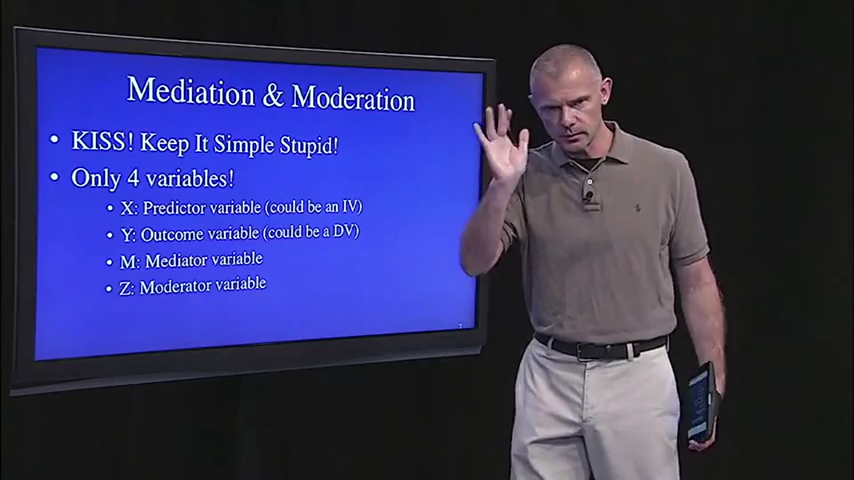 Mediation & Moderation
• KISS! Keep It Simple Stupid!
• Only 4 variables!
• X: Predictor variable (could be an IV)
• Y: Outcome variable (could be a DV)
• M: Mediator variable
• Z: Moderator variable